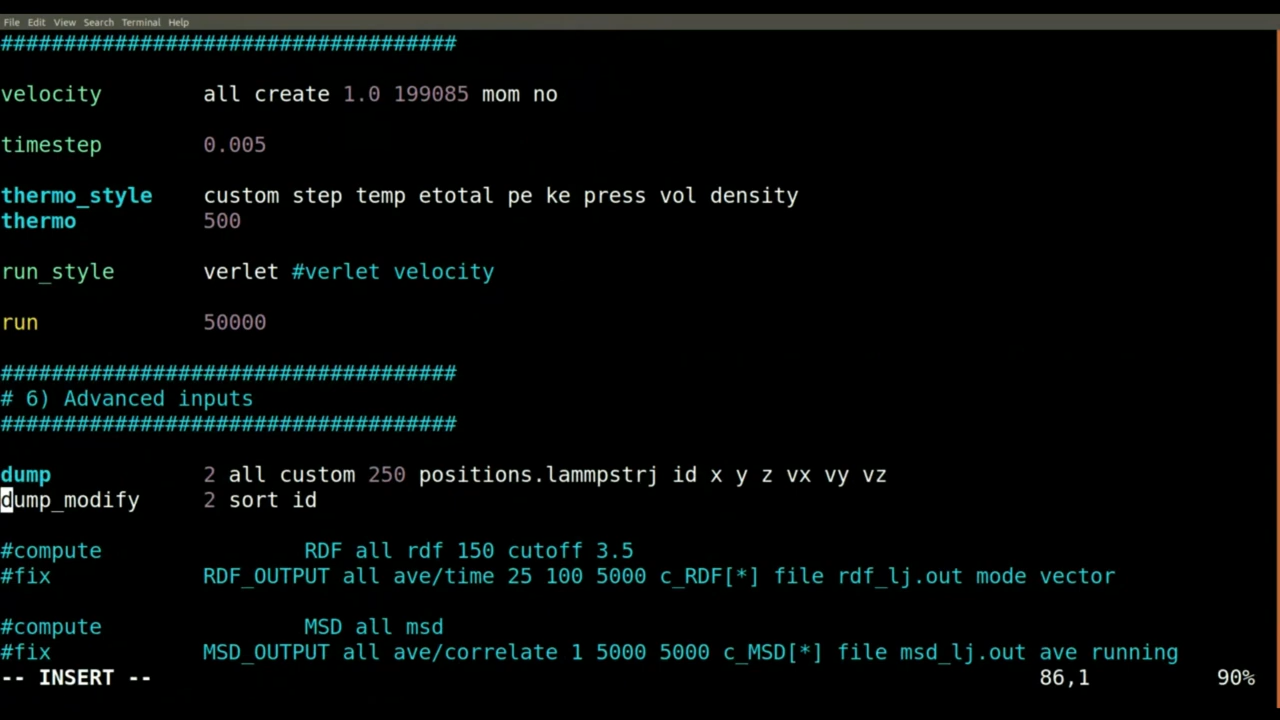 File Edit View Search Terminal Help
####################################
velocity all create 1.0 199085 mom no
timestep 0.005
thermo_style custom step temp etotal pe ke press vol density
thermo 500
run_style verlet #verlet velocity
run 50000
####################################
# 6) Advanced inputs
####################################
dump 2 all custom 250 positions.lammpstrj id x y z vx vy vz
dump_modify 2 sort id
#compute RDF all rdf 150 cutoff 3.5
#fix RDF_OUTPUT all ave/time 25 100 5000 c_RDF[*] file rdf_lj.out mode vector
#compute MSD all msd
#fix MSD_OUTPUT all ave/correlate 1 5000 5000 c_MSD[*] file msd_lj.out ave running
-- INSERT -- 86,1 90%